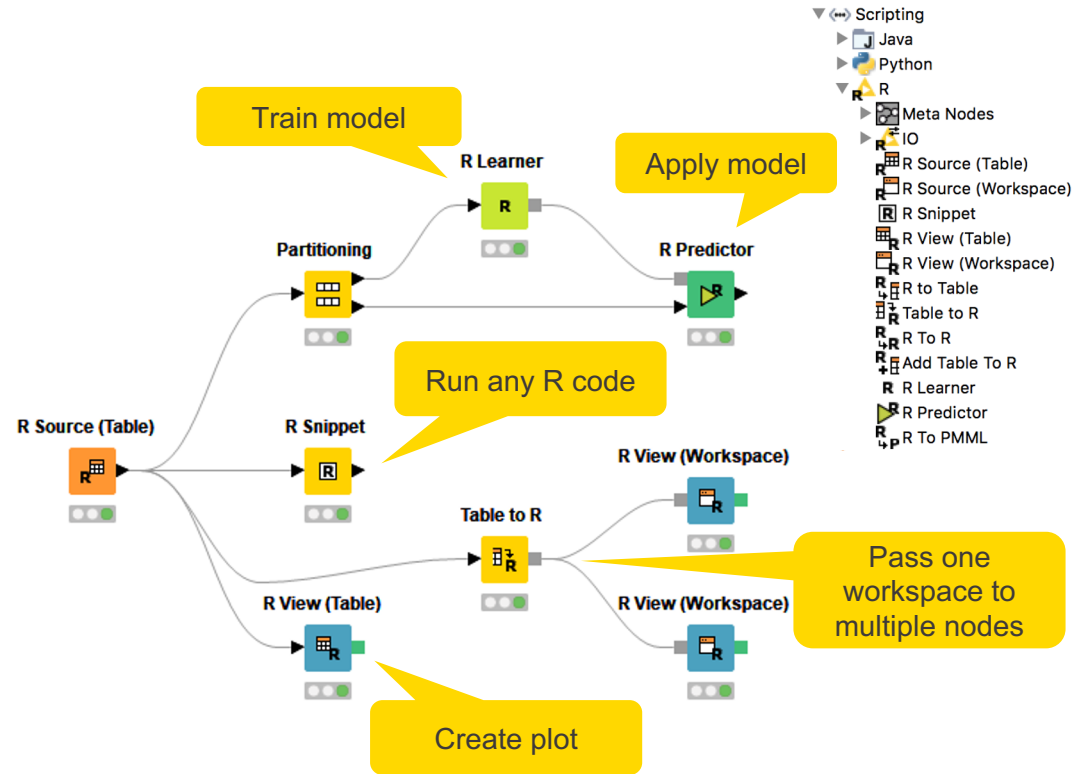 Scripting
Java
Python
R
Meta Nodes
IO
R Source (Table)
R Source (Workspace)
R Snippet
R View (Table)
R View (Workspace)
R to Table
Table to R
R To R
Add Table To R
R Learner
R Predictor
R To PMML
Train model
R Learner
R
Apply model
Partitioning
R Predictor
R
Run any R code
R Source (Table)
R
R Snippet
R
R View (Workspace)
R
Table to R
R
Pass one
workspace to
multiple nodes
R View (Table)
R
R View (Workspace)
R
Create plot